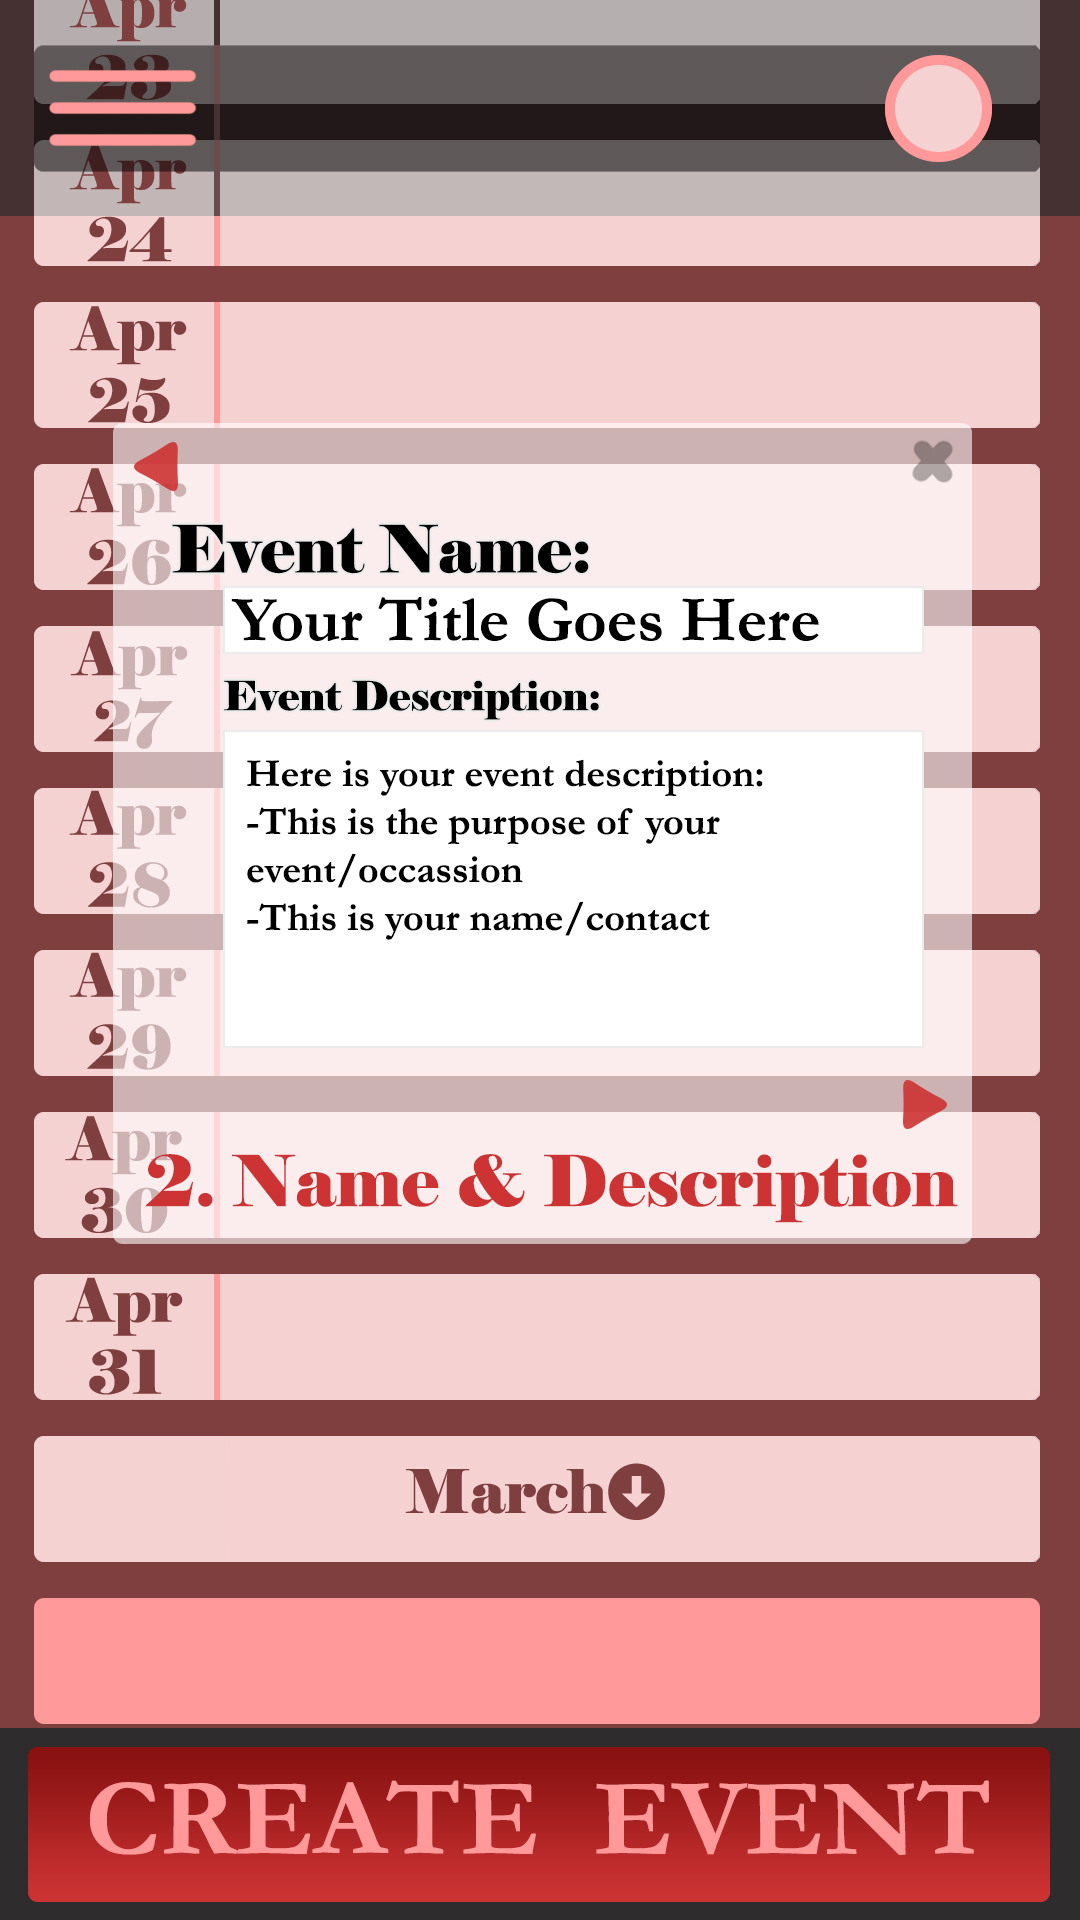 Apr
23
Apr
24
Apr
25
Apr
26
Event Name:
Your Title Goes Here
Apr
27
Event Description:
Here is your event description:
-This is the purpose of your
event/occassion
-This is your name/contact
Apr
28
Apr
29
Apr
30
2. Name & Description
Apr
31
March
CREATE EVENT